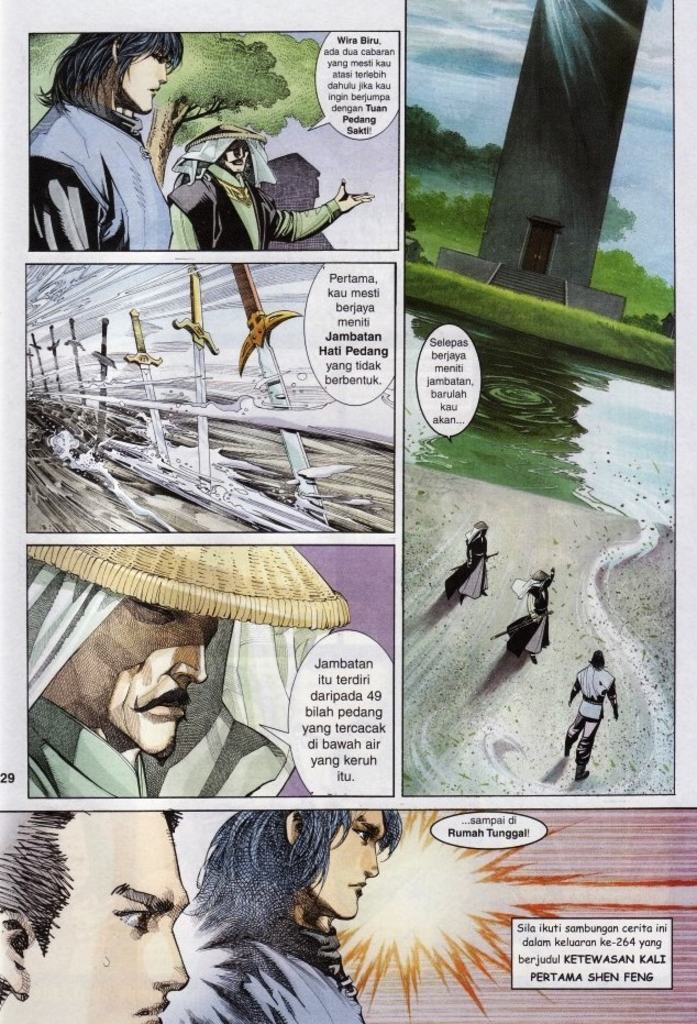 Wira Biru,
ada dua cabaran
yang mesti kau
atasi terlebih
dahulu jika kau
ingin berjumpa
dengan Tuan
Pedang
Sakti!
Pertama,
kau mesti
berjaya
meniti
Jambatan
Hati Pedang
yang tidak
berbentuk.
Jambatan
itu terdiri
daripada 49
bilah pedang
yang tercacak
di bawah air
yang keruh
itu.
Selepas
berjaya
meniti
jambatan,
barulah
kau
akan...
29
...sampai di
Rumah Tunggal!
Sila ikuti sambungan cerita ini
dalam keluaran ke-264 yang
berjudul KETEWASAN KALI
PERTAMA SHEN FENG